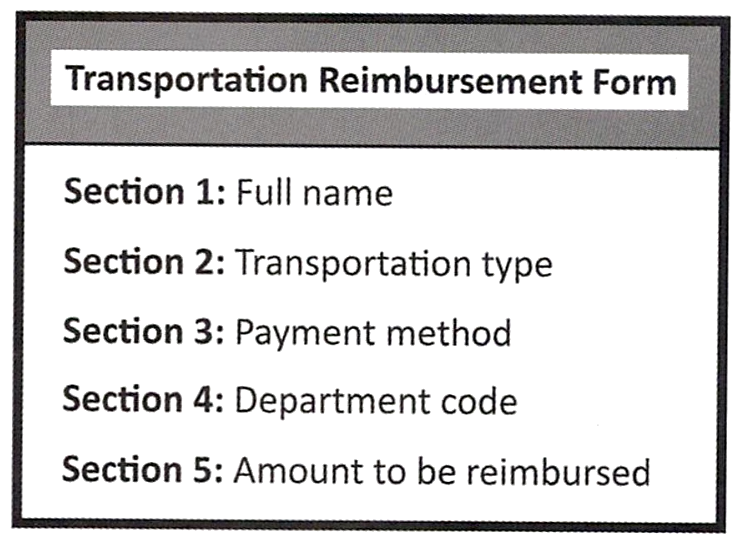 Transportation Reimbursement Form
Section 1: Full name
Section 2: Transportation type
Section 3: Payment method
Section 4: Department code
Section 5: Amount to be reimbursed